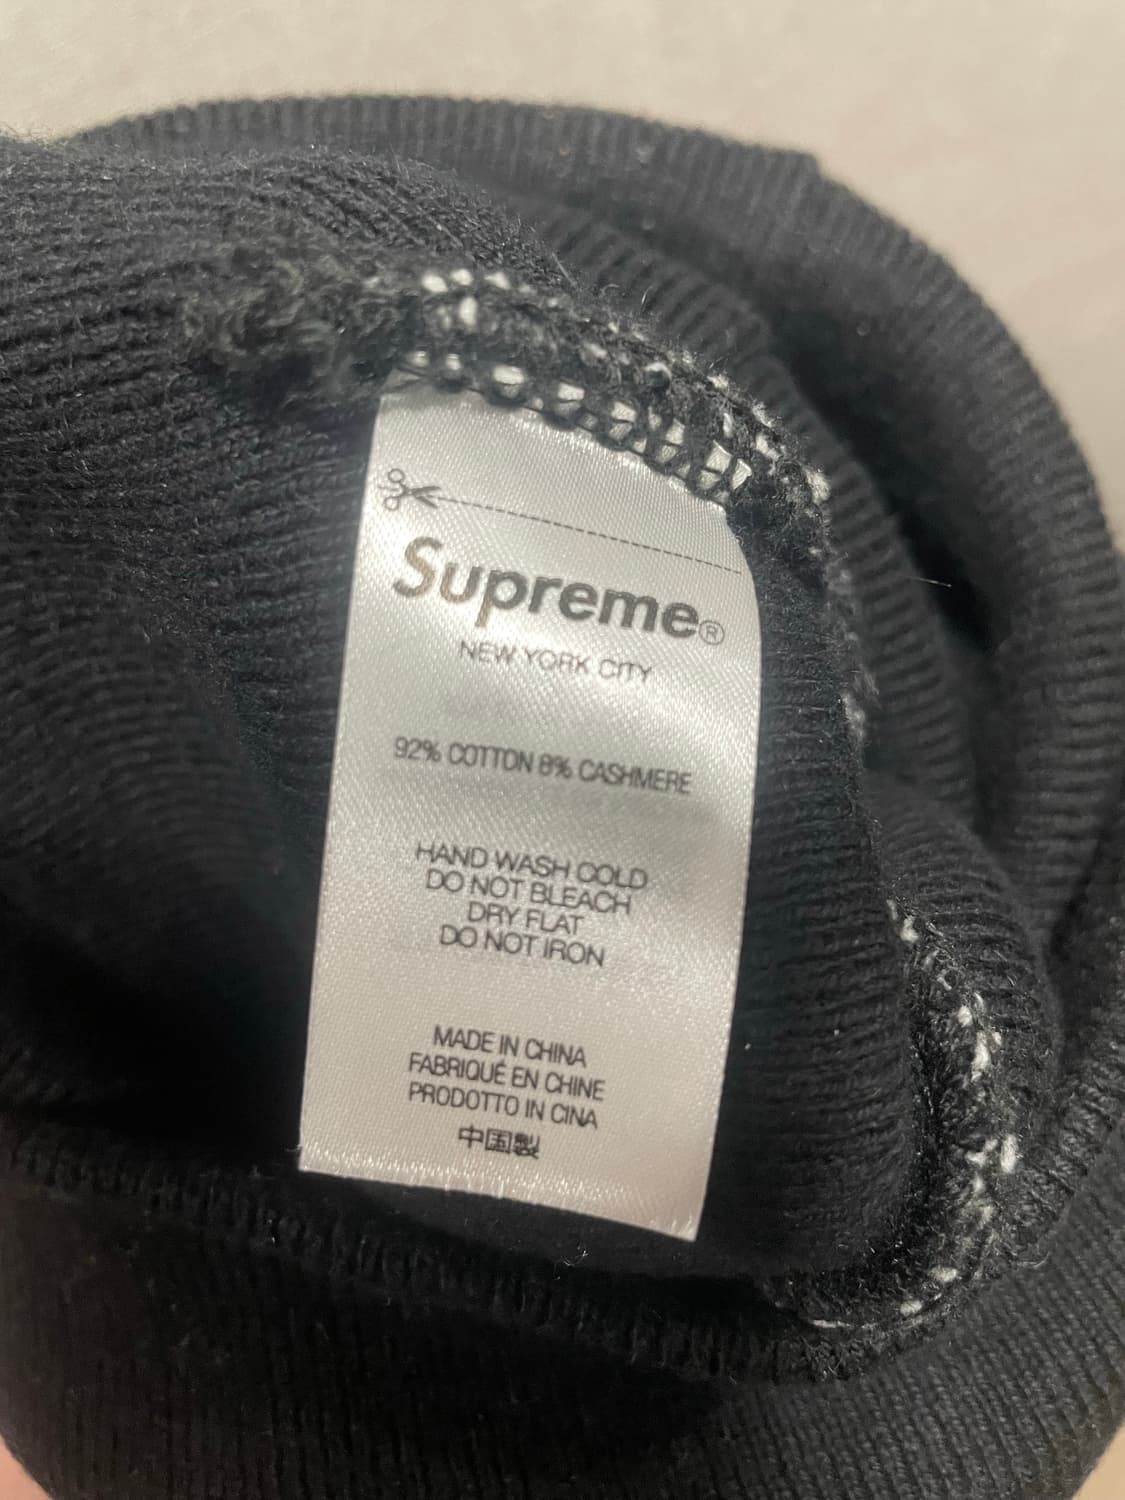 Supreme®
NEW YORK CITY
92% COTTON 8% CASHMERE
HAND WASH COLD
DO NOT BLEACH
DRY FLAT
DO NOT IRON
MADE IN CHINA
FABRIQUÉ EN CHINE
PRODOTTO IN CINA
中国製